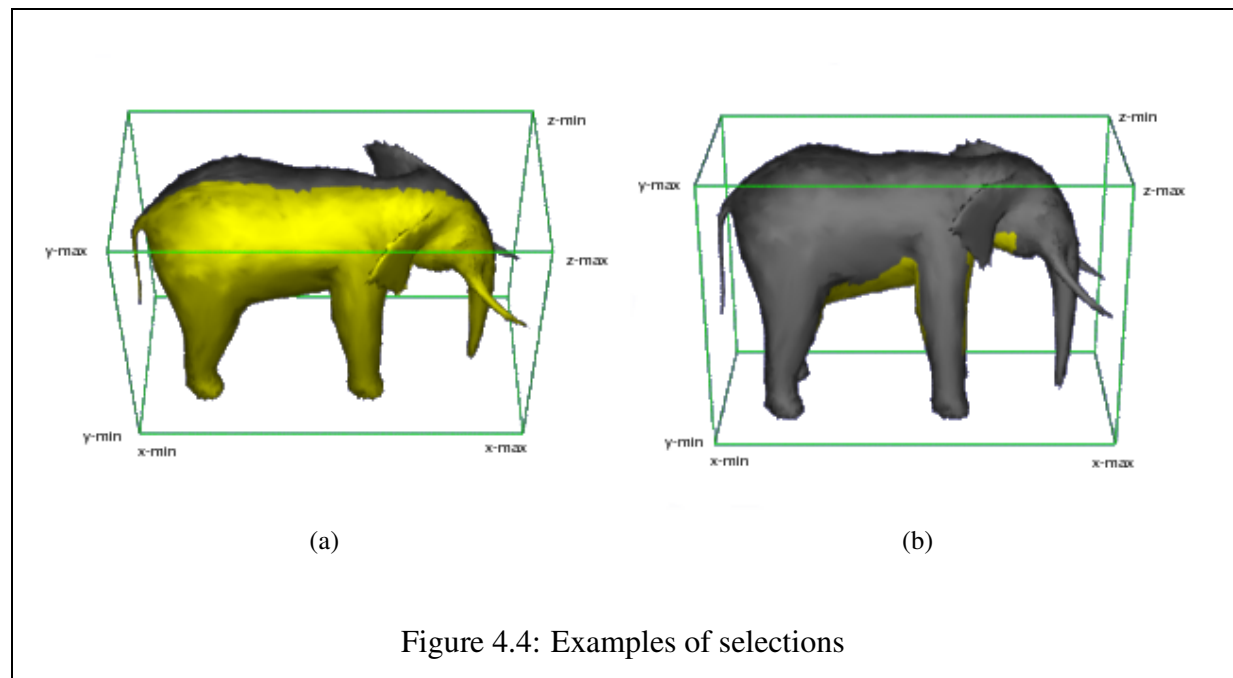 z-min
y-max
z-max
y-min
x-min
x-max
(a)
z-min
y-max
z-max
y-min
x-min
x-max
(b)
Figure 4.4: Examples of selections